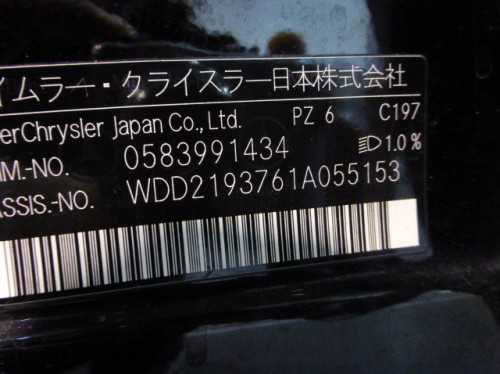 イムラー・クライスラー日本株式会社
erChrysler Japan Co., Ltd. PZ 6 C197
M.-NO. 0583991434 1.0%
SSIS.-NO. WDD2193761A055153